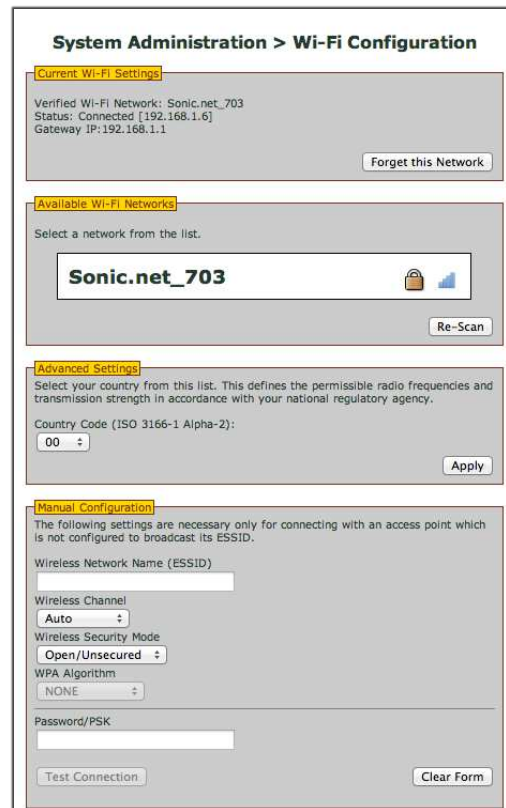 System Administration > Wi-Fi Configuration
Current Wi-Fi Settings
Verified Wi-Fi Network: Sonic.net_703
Status: Connected [192.168.1.6]
Gateway IP:192.168.1.1
Forget this Network
Available Wi-Fi Networks
Select a network from the list.
Sonic.net_703
Re-Scan
Advanced Settings
Select your country from this list. This defines the permissible radio frequencies and
transmission strength in accordance with your national regulatory agency.
Country Code (ISO 3166-1 Alpha-2):
00
Apply
Manual Configuration
The following settings are necessary only for connecting with an access point which
is not configured to broadcast its ESSID.
Wireless Network Name (ESSID)
Wireless Channel
Auto
Wireless Security Mode
Open/Unsecured
WPA Algorithm
NONE
Password/PSK
Test Connection
Clear Form